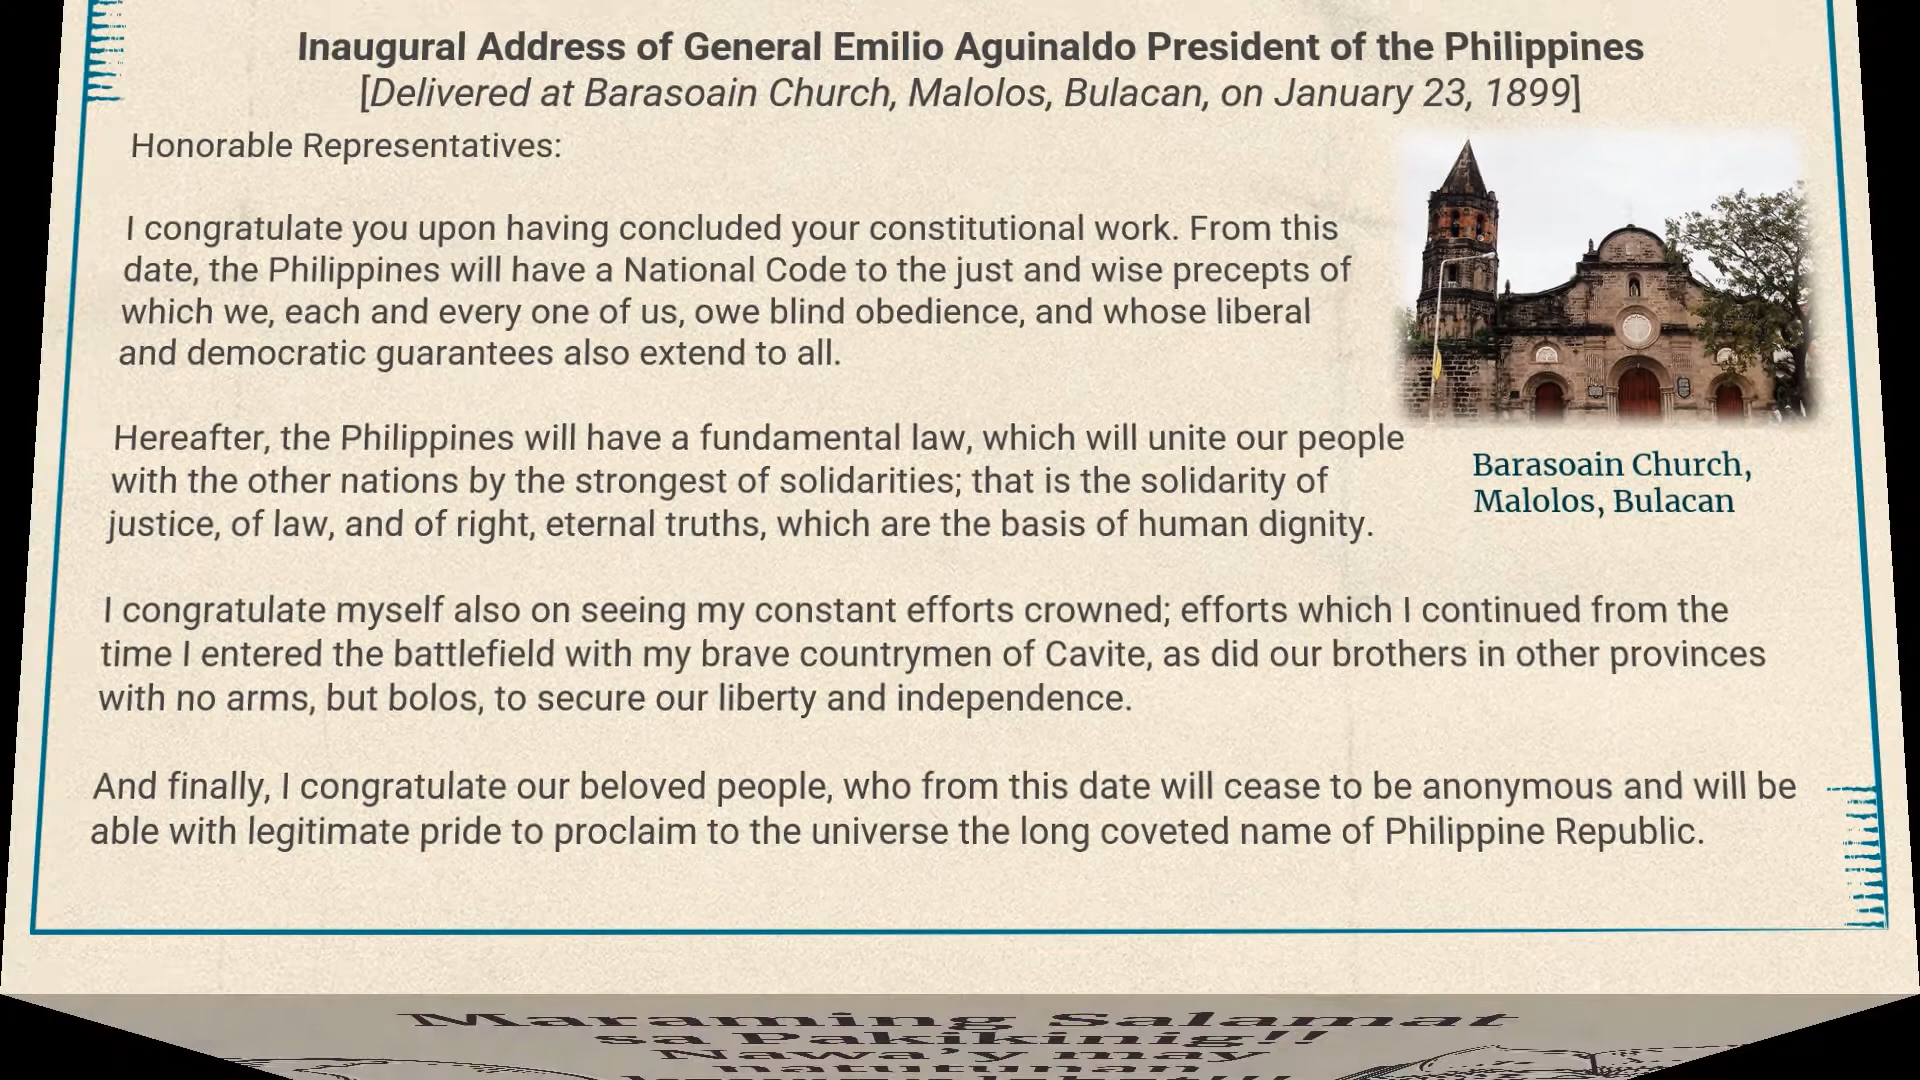 Inaugural Address of General Emilio Aguinaldo President of the Philippines
[Delivered at Barasoain Church, Malolos, Bulacan, on January 23, 1899]
Honorable Representatives:
I congratulate you upon having concluded your constitutional work. From this
date, the Philippines will have a National Code to the just and wise precepts of
which we, each and every one of us, owe blind obedience, and whose liberal
and democratic guarantees also extend to all.
Hereafter, the Philippines will have a fundamental law, which will unite our people
with the other nations by the strongest of solidarities; that is the solidarity of
justice, of law, and of right, eternal truths, which are the basis of human dignity.
Barasoain Church,
Malolos, Bulacan
I congratulate myself also on seeing my constant efforts crowned; efforts which I continued from the
time I entered the battlefield with my brave countrymen of Cavite, as did our brothers in other provinces
with no arms, but bolos, to secure our liberty and independence.
And finally, I congratulate our beloved people, who from this date will cease to be anonymous and will be
able with legitimate pride to proclaim to the universe the long coveted name of Philippine Republic.
Maraming Salamat
sa Pakikinig!!
Nawa'y may
natutunan